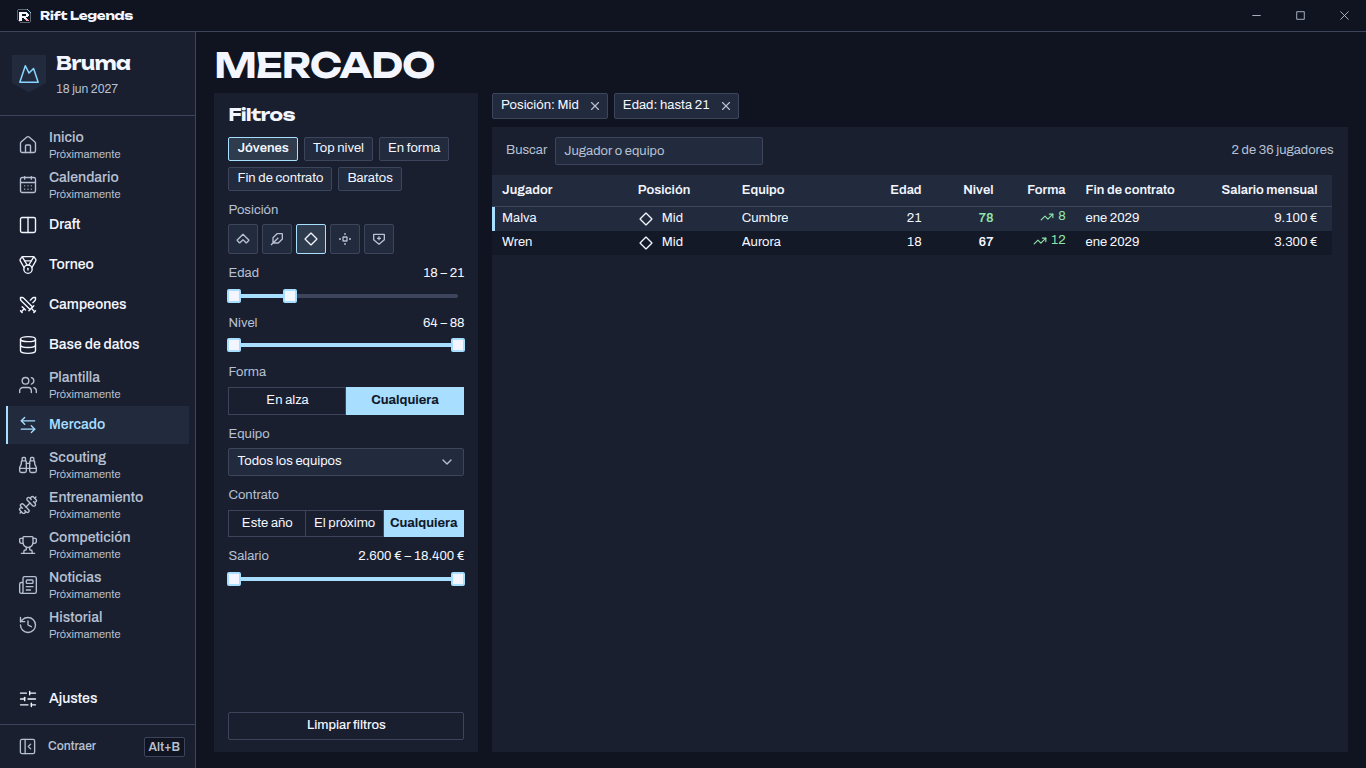 Rift Legends
Bruma
18 jun 2027
Inicio
Próximamente
Calendario
Próximamente
Draft
Torneo
Campeones
Base de datos
Plantilla
Próximamente
Mercado
Scouting
Próximamente
Entrenamiento
Próximamente
Competición
Próximamente
Noticias
Próximamente
Historial
Próximamente
Ajustes
Contraer Alt+B
MERCADO
Filtros
Jóvenes Top nivel En forma
Fin de contrato Baratos
Posición
Edad 18 – 21
Nivel 64 – 88
Forma
En alza Cualquiera
Equipo
Todos los equipos
Contrato
Este año El próximo Cualquiera
Salario 2.600 € – 18.400 €
Limpiar filtros
Posición: Mid Edad: hasta 21
Buscar Jugador o equipo 2 de 36 jugadores
Jugador Posición Equipo Edad Nivel Forma Fin de contrato Salario mensual
Malva Mid Cumbre 21 78 8 ene 2029 9.100 €
Wren Mid Aurora 18 67 12 ene 2029 3.300 €